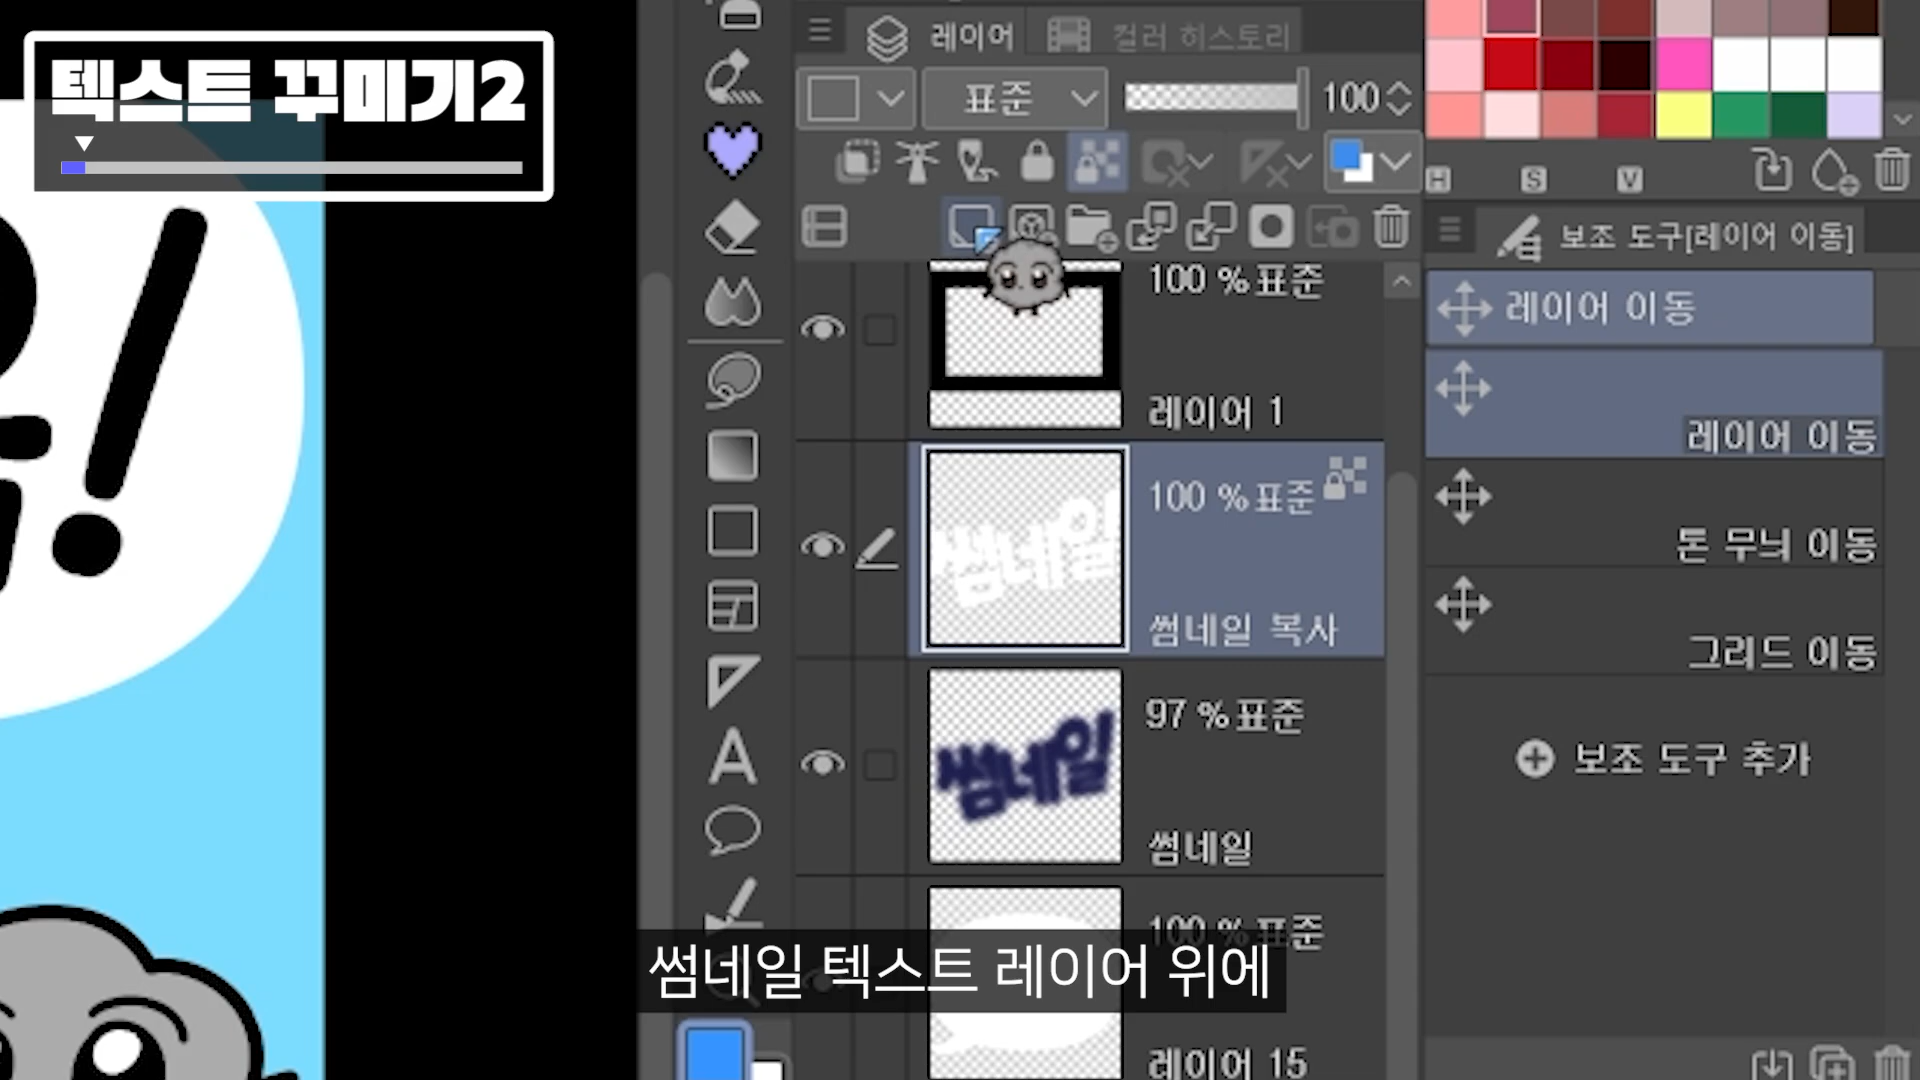 텍스트 꾸미기2
레이어
컬러 히스토리
표준
100
H
S
V
보조 도구[레이어 이동]
레이어 이동
레이어 이동
톤 무늬 이동
그리드 이동
보조 도구 추가
100 % 표준
레이어 1
100 % 표준
썸네일 복사
썸네일
97 % 표준
썸네일
썸네일
100 % 표준
레이어 15
A
썸네일 텍스트 레이어 위에